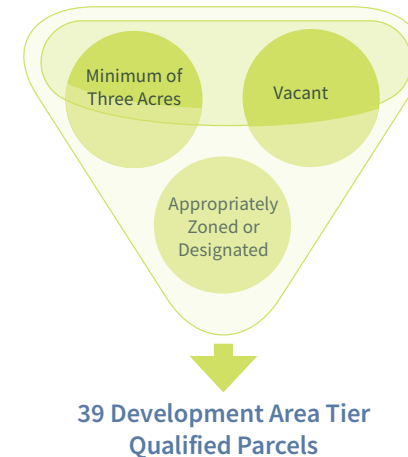 Minimum of
Three Acres
Vacant
Appropriately
Zoned or
Designated
39 Development Area Tier
Qualified Parcels